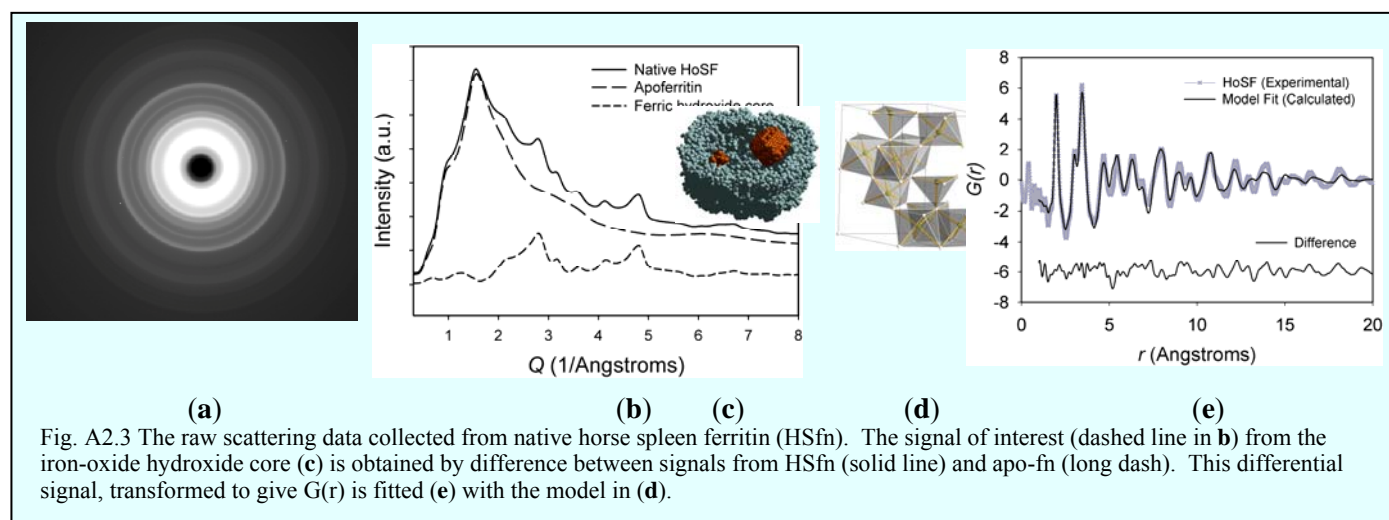 Native HoSF
Apoferritin
Ferric hydroxide core
Intensity (a.u.)
1 2 3 4 5 6 7 8
Q (1/Angstroms)
HoSF (Experimental)
Model Fit (Calculated)
Difference
G(r)
8
6
4
2
0
-2
-4
-6
-8
0 5 10 15 20
r (Angstroms)
(a) (b) (c) (d) (e)
Fig. A2.3 The raw scattering data collected from native horse spleen ferritin (HSfn). The signal of interest (dashed line in b) from the
iron-oxide hydroxide core (c) is obtained by difference between signals from HSfn (solid line) and apo-fn (long dash). This differential
signal, transformed to give G(r) is fitted (e) with the model in (d).